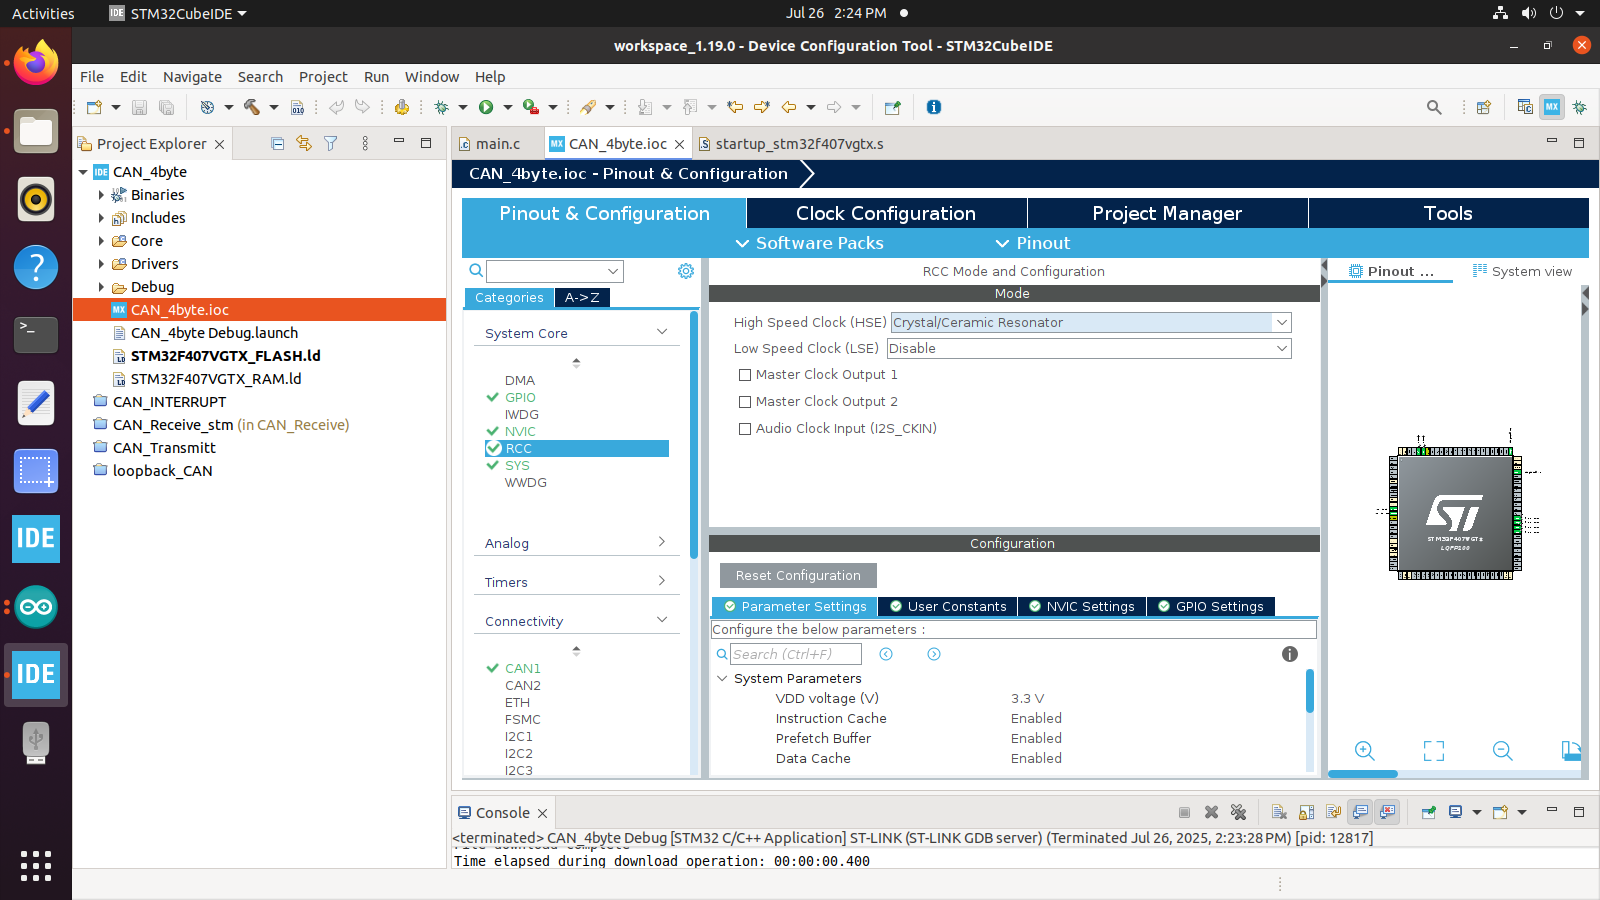 Activities
STM32CubeIDE
Jul 26 2:24 PM
workspace_1.19.0 - Device Configuration Tool - STM32CubeIDE
File Edit Navigate Search Project Run Window Help
Project Explorer
main.c
CAN_4byte.ioc
startup_stm32f407vgtx.s
CAN_4byte
Binaries
Includes
Core
Drivers
Debug
CAN_4byte.ioc
CAN_4byte Debug.launch
STM32F407VGTX_FLASH.ld
STM32F407VGTX_RAM.ld
CAN_INTERRUPT
CAN_Receive_stm (in CAN_Receive)
CAN_Transmitt
loopback_CAN
CAN_4byte.ioc - Pinout & Configuration
Pinout & Configuration
Clock Configuration
Project Manager
Tools
Software Packs
Pinout
Categories
A->Z
System Core
DMA
GPIO
IWDG
NVIC
RCC
SYS
WWDG
Analog
Timers
Connectivity
CAN1
CAN2
ETH
FSMC
I2C1
I2C2
I2C3
RCC Mode and Configuration
Mode
High Speed Clock (HSE) Crystal/Ceramic Resonator
Low Speed Clock (LSE) Disable
Master Clock Output 1
Master Clock Output 2
Audio Clock Input (I2S_CKIN)
Configuration
Reset Configuration
Parameter Settings
User Constants
NVIC Settings
GPIO Settings
Configure the below parameters :
Search (Ctrl+F)
System Parameters
VDD voltage (V) 3.3 V
Instruction Cache Enabled
Prefetch Buffer Enabled
Data Cache Enabled
Pinout ...
System view
STM32F407VGTx
LQFP100
Console
<terminated> CAN_4byte Debug [STM32 C/C++ Application] ST-LINK (ST-LINK GDB server) (Terminated Jul 26, 2025, 2:23:28 PM) [pid: 12817]
File download complete
Time elapsed during download operation: 00:00:00.400
IDE
IDE